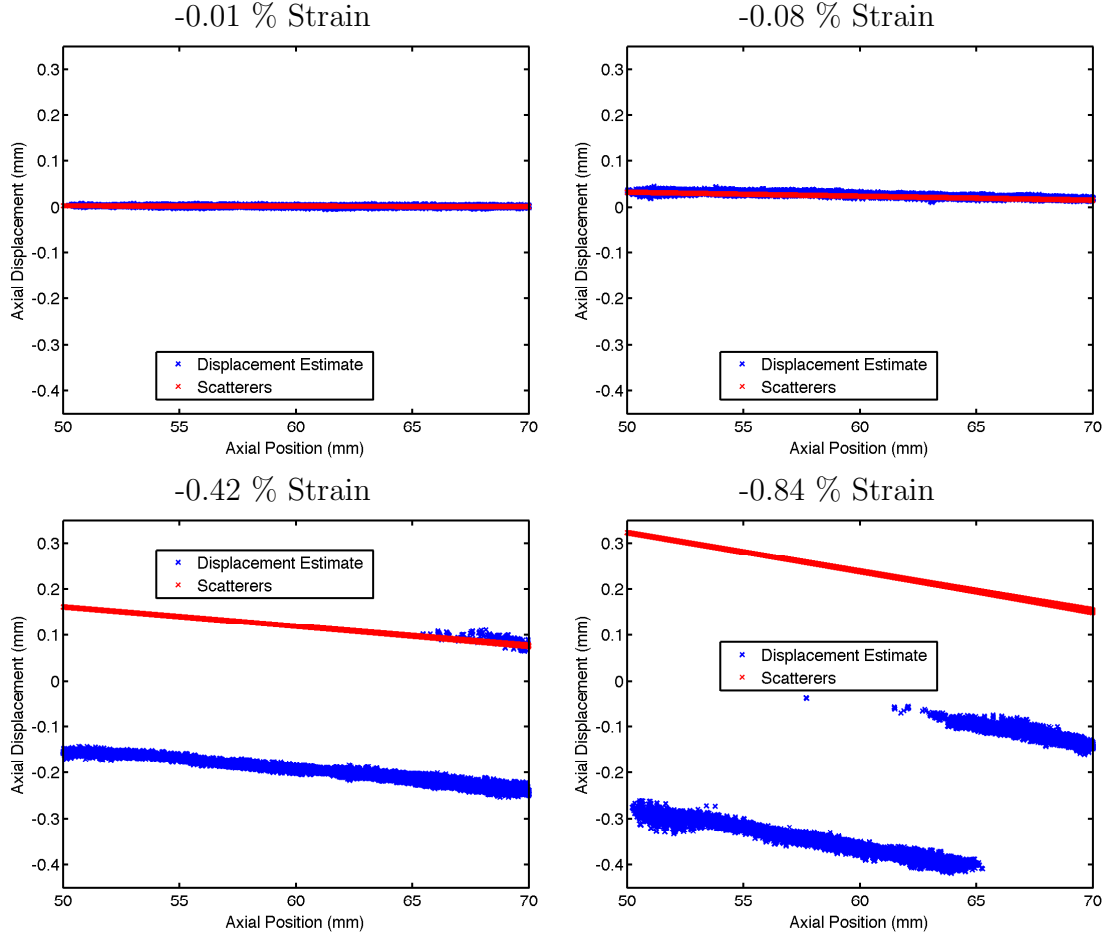 -0.01 % Strain
0.3
0.2
0.1
0
-0.1
-0.2
-0.3
-0.4
Axial Displacement (mm)
Displacement Estimate
Scatterers
50 55 60 65 70
Axial Position (mm)
-0.08 % Strain
0.3
0.2
0.1
0
-0.1
-0.2
-0.3
-0.4
Axial Displacement (mm)
Displacement Estimate
Scatterers
50 55 60 65 70
Axial Position (mm)
-0.42 % Strain
0.3
0.2
0.1
0
-0.1
-0.2
-0.3
-0.4
Axial Displacement (mm)
Displacement Estimate
Scatterers
50 55 60 65 70
Axial Position (mm)
-0.84 % Strain
0.3
0.2
0.1
0
-0.1
-0.2
-0.3
-0.4
Axial Displacement (mm)
Displacement Estimate
Scatterers
50 55 60 65 70
Axial Position (mm)